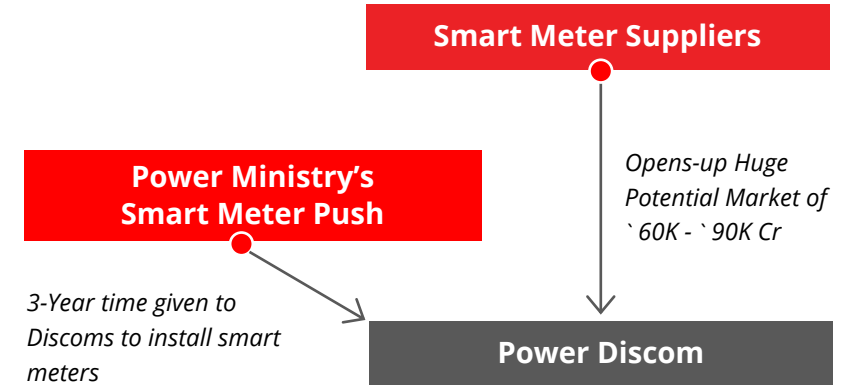 Smart Meter Suppliers
Power Ministry’s
Smart Meter Push
Opens-up Huge
Potential Market of
` 60K - ` 90K Cr
3-Year time given to
Discoms to install smart
meters
Power Discom